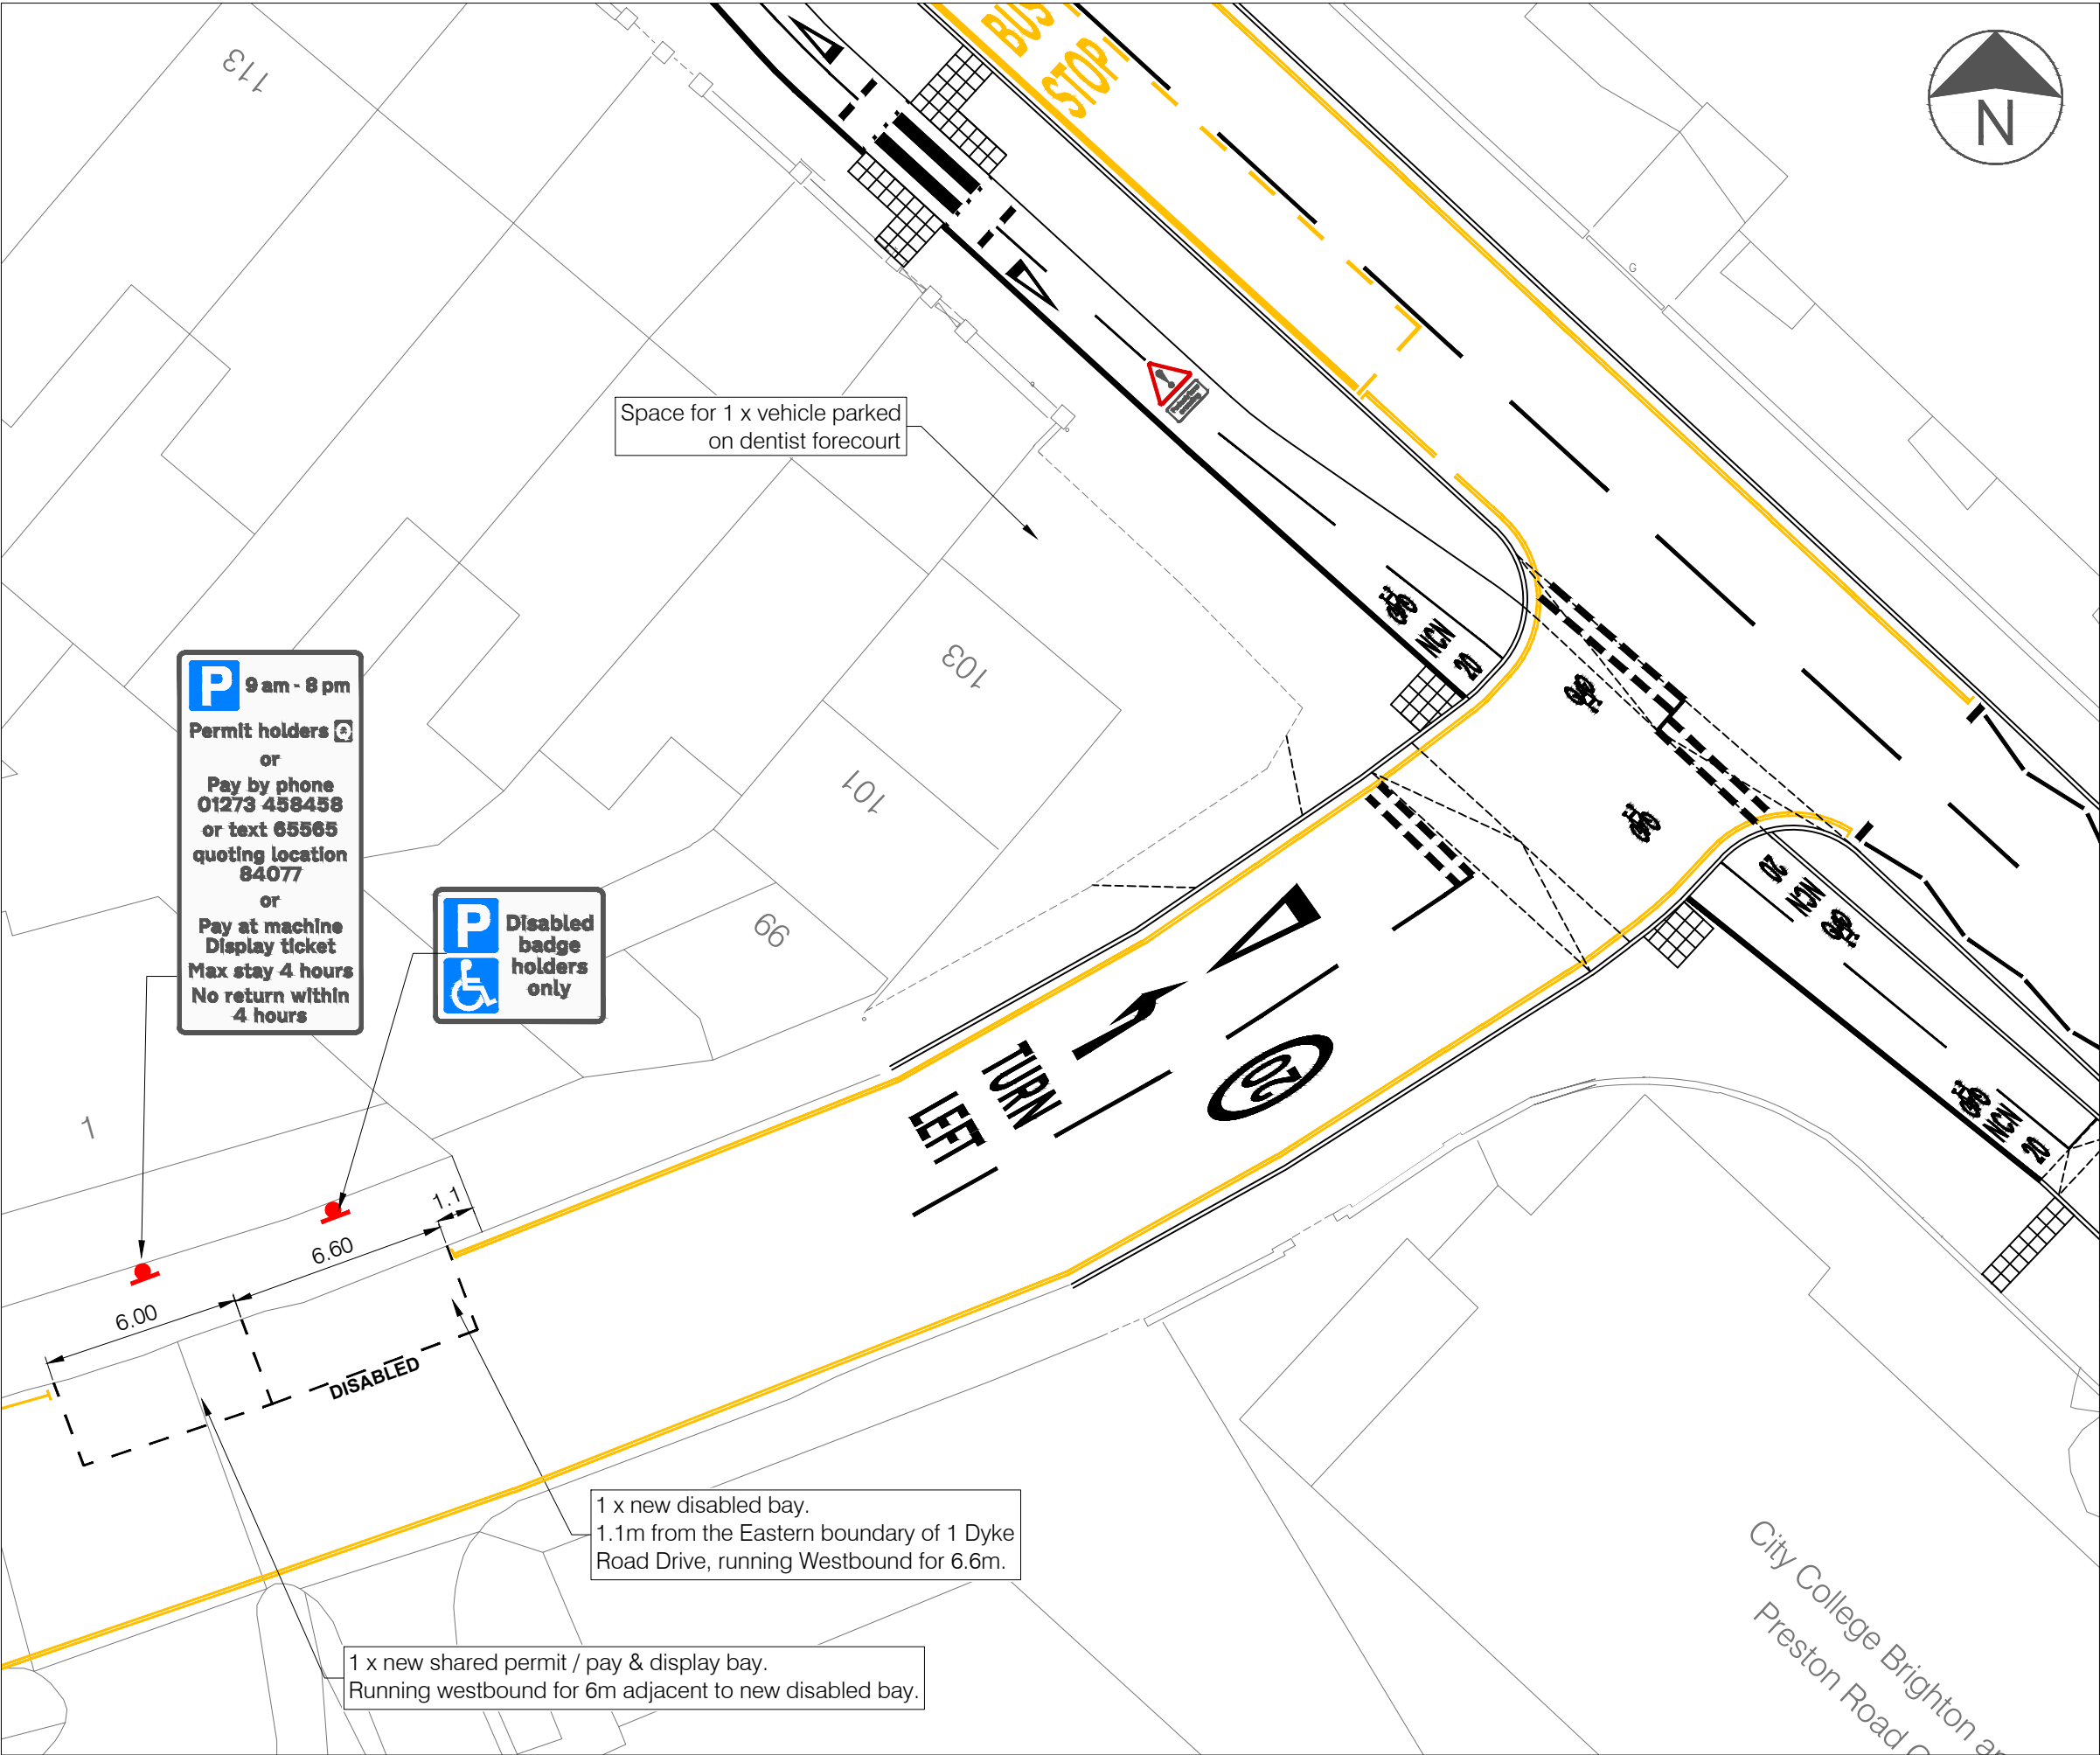 113
BUS
STOP
N
G
Space for 1 x vehicle parked
on dentist forecourt
NCN
20
103
101
99
P 9 am - 8 pm
Permit holders Q
or
Pay by phone
01273 458458
or text 65565
quoting location
84077
or
Pay at machine
Display ticket
Max stay 4 hours
No return within
4 hours
P Disabled
badge
holders
only
20
NCN
TURN
LEFT
20
NCN
20
1
1.1
6.60
6.00
DISABLED
1 x new disabled bay.
1.1m from the Eastern boundary of 1 Dyke
Road Drive, running Westbound for 6.6m.
1 x new shared permit / pay & display bay.
Running westbound for 6m adjacent to new disabled bay.
City College Brighton
Preston Road